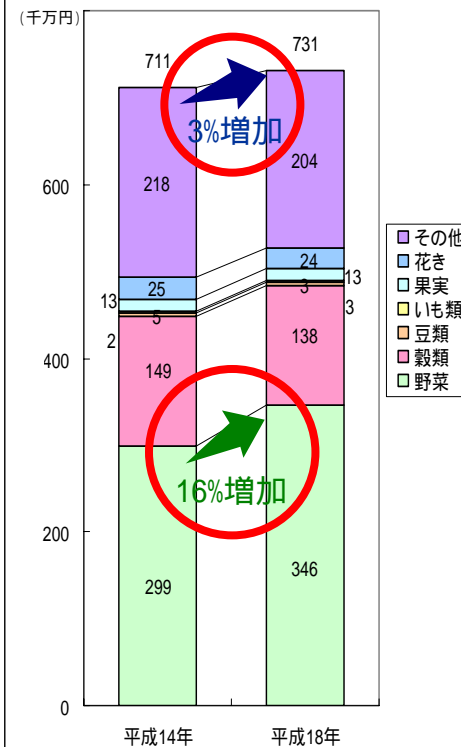 (千万円)
711
731
3%増加
600
218
204
その他
花き
果実
いも類
豆類
穀類
野菜
25
24
13
13
5
3
2
3
400
149
138
16%増加
200
299
346
0
平成14年
平成18年